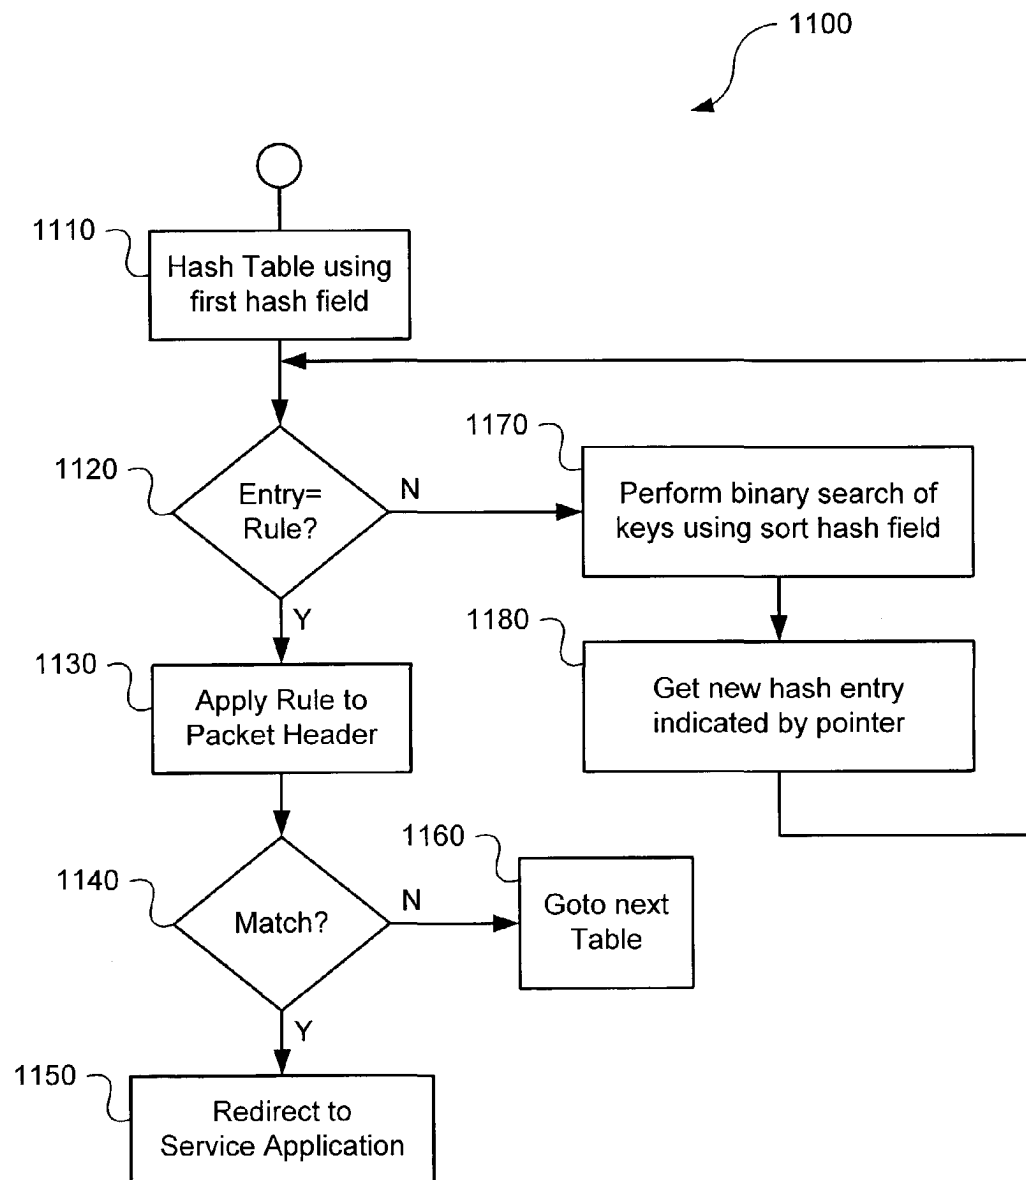 1100
1110
Hash Table using
first hash field
1120
Entry=
Rule?
N
Y
1170
Perform binary search of
keys using sort hash field
1180
Get new hash entry
indicated by pointer
1130
Apply Rule to
Packet Header
1140
Match?
N
Y
1160
Goto next
Table
1150
Redirect to
Service Application